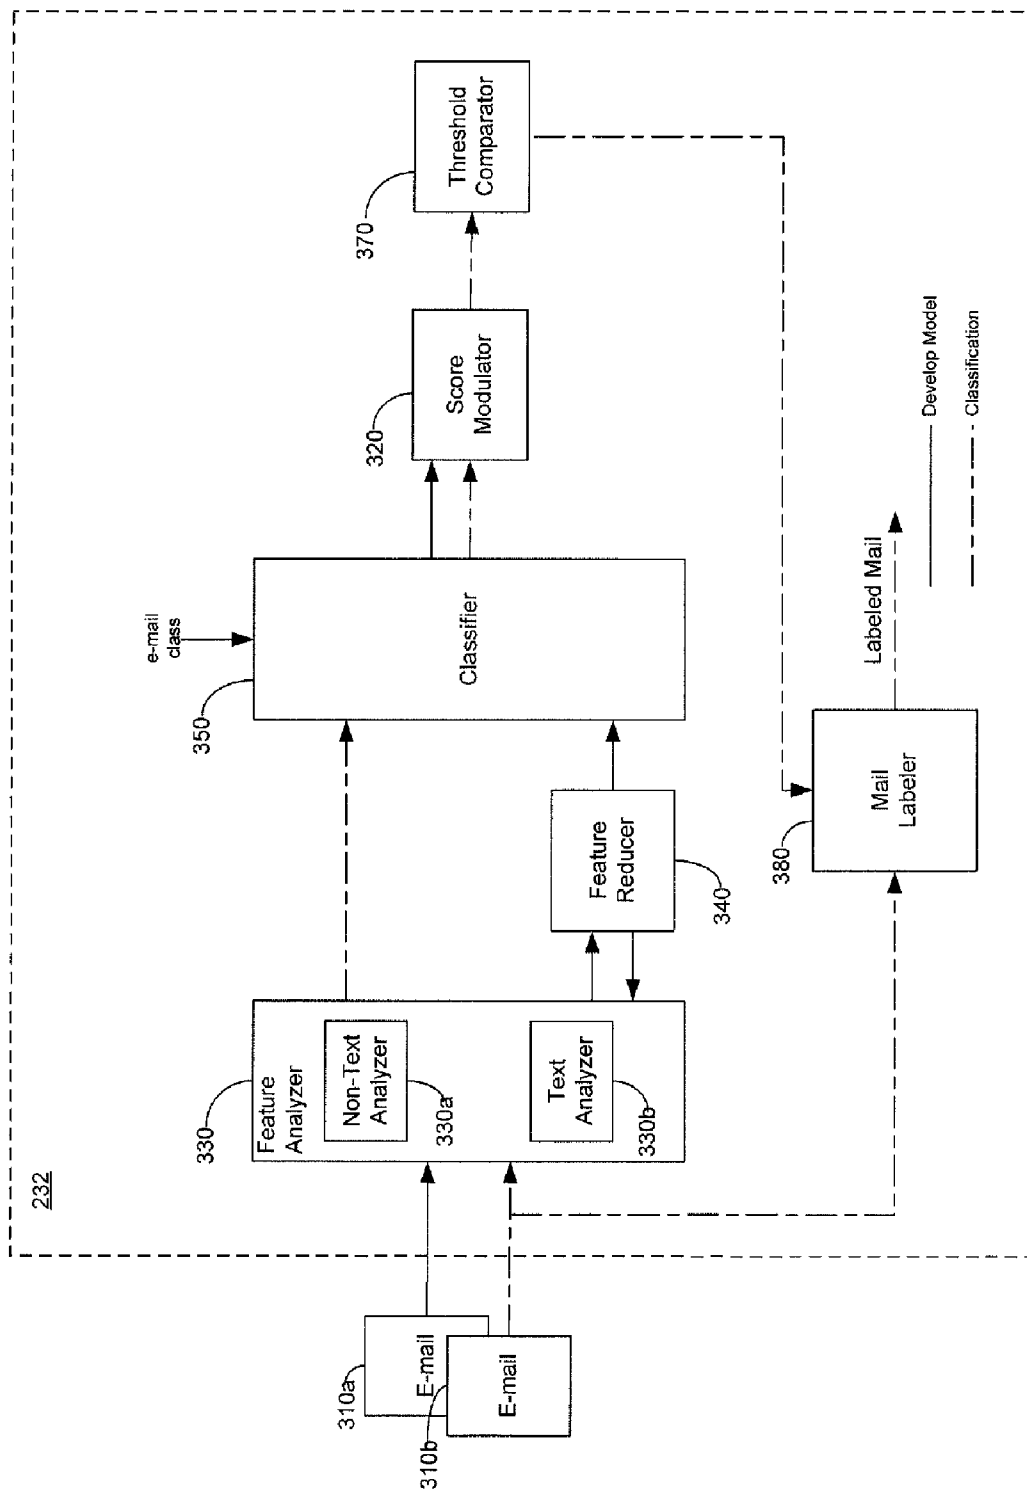 232
310a
E-mail
310b
E-mail
330
Feature
Analyzer
Non-Text
Analyzer
330a
Text
Analyzer
330b
Feature
Reducer
340
350
e-mail
class
Classifier
320
Score
Modulator
370
Threshold
Comparator
380
Mail
Labeler
Labeled Mail
Develop Model
Classification